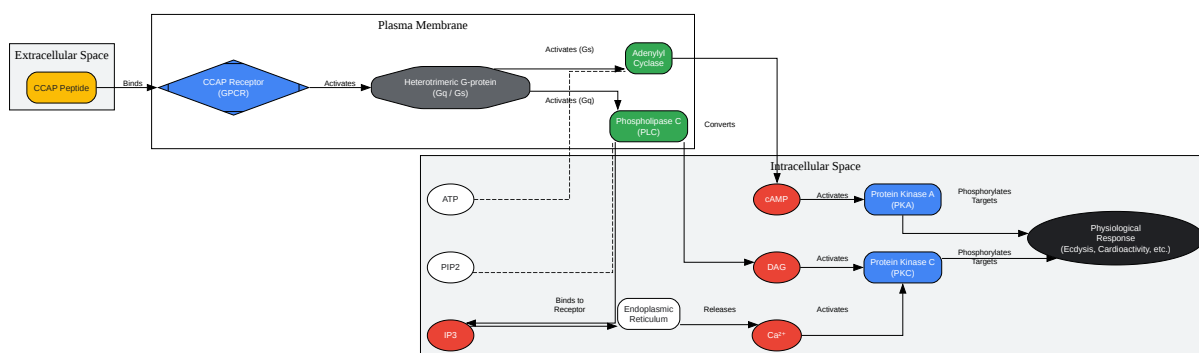 Plasma Membrane
Extracellular Space
CCAP Peptide
Binds
CCAP Receptor
(GPCR)
Activates
Heterotrimeric G-protein
(Gq / Gs)
Activates (Gs)
Activates (Gq)
Adenylyl
Cyclase
Phospholipase C
(PLC)
Converts
Intracellular Space
ATP
cAMP
Activates
Protein Kinase A
(PKA)
Phosphorylates
Targets
Physiological
Response
(Ecdysis, Cardioactivity, etc.)
PIP2
DAG
Activates
Protein Kinase C
(PKC)
Phosphorylates
Targets
IP3
Binds to
Receptor
Endoplasmic
Reticulum
Releases
Ca²⁺
Activates